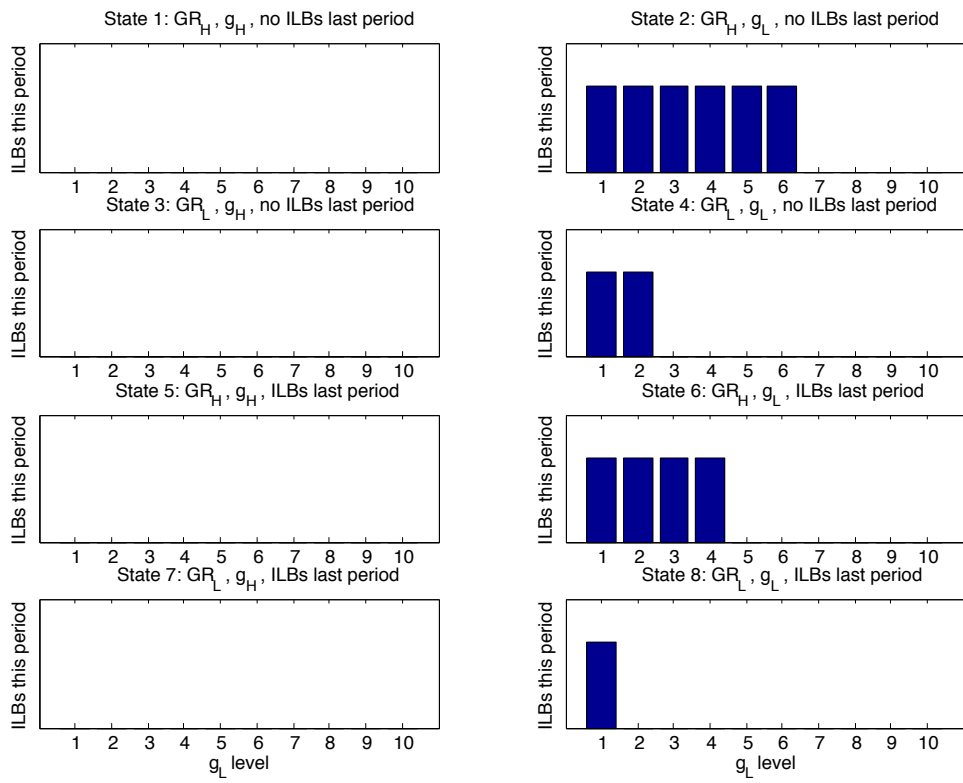 State 1: GR_H , g_H , no ILBs last period
ILBs this period
1 2 3 4 5 6 7 8 9 10
State 2: GR_H , g_L , no ILBs last period
ILBs this period
1 2 3 4 5 6 7 8 9 10
State 3: GR_L , g_H , no ILBs last period
ILBs this period
1 2 3 4 5 6 7 8 9 10
State 4: GR_L , g_L , no ILBs last period
ILBs this period
1 2 3 4 5 6 7 8 9 10
State 5: GR_H , g_H , ILBs last period
ILBs this period
1 2 3 4 5 6 7 8 9 10
State 6: GR_H , g_L , ILBs last period
ILBs this period
1 2 3 4 5 6 7 8 9 10
State 7: GR_L , g_H , ILBs last period
ILBs this period
1 2 3 4 5 6 7 8 9 10
g_L level
State 8: GR_L , g_L , ILBs last period
ILBs this period
1 2 3 4 5 6 7 8 9 10
g_L level